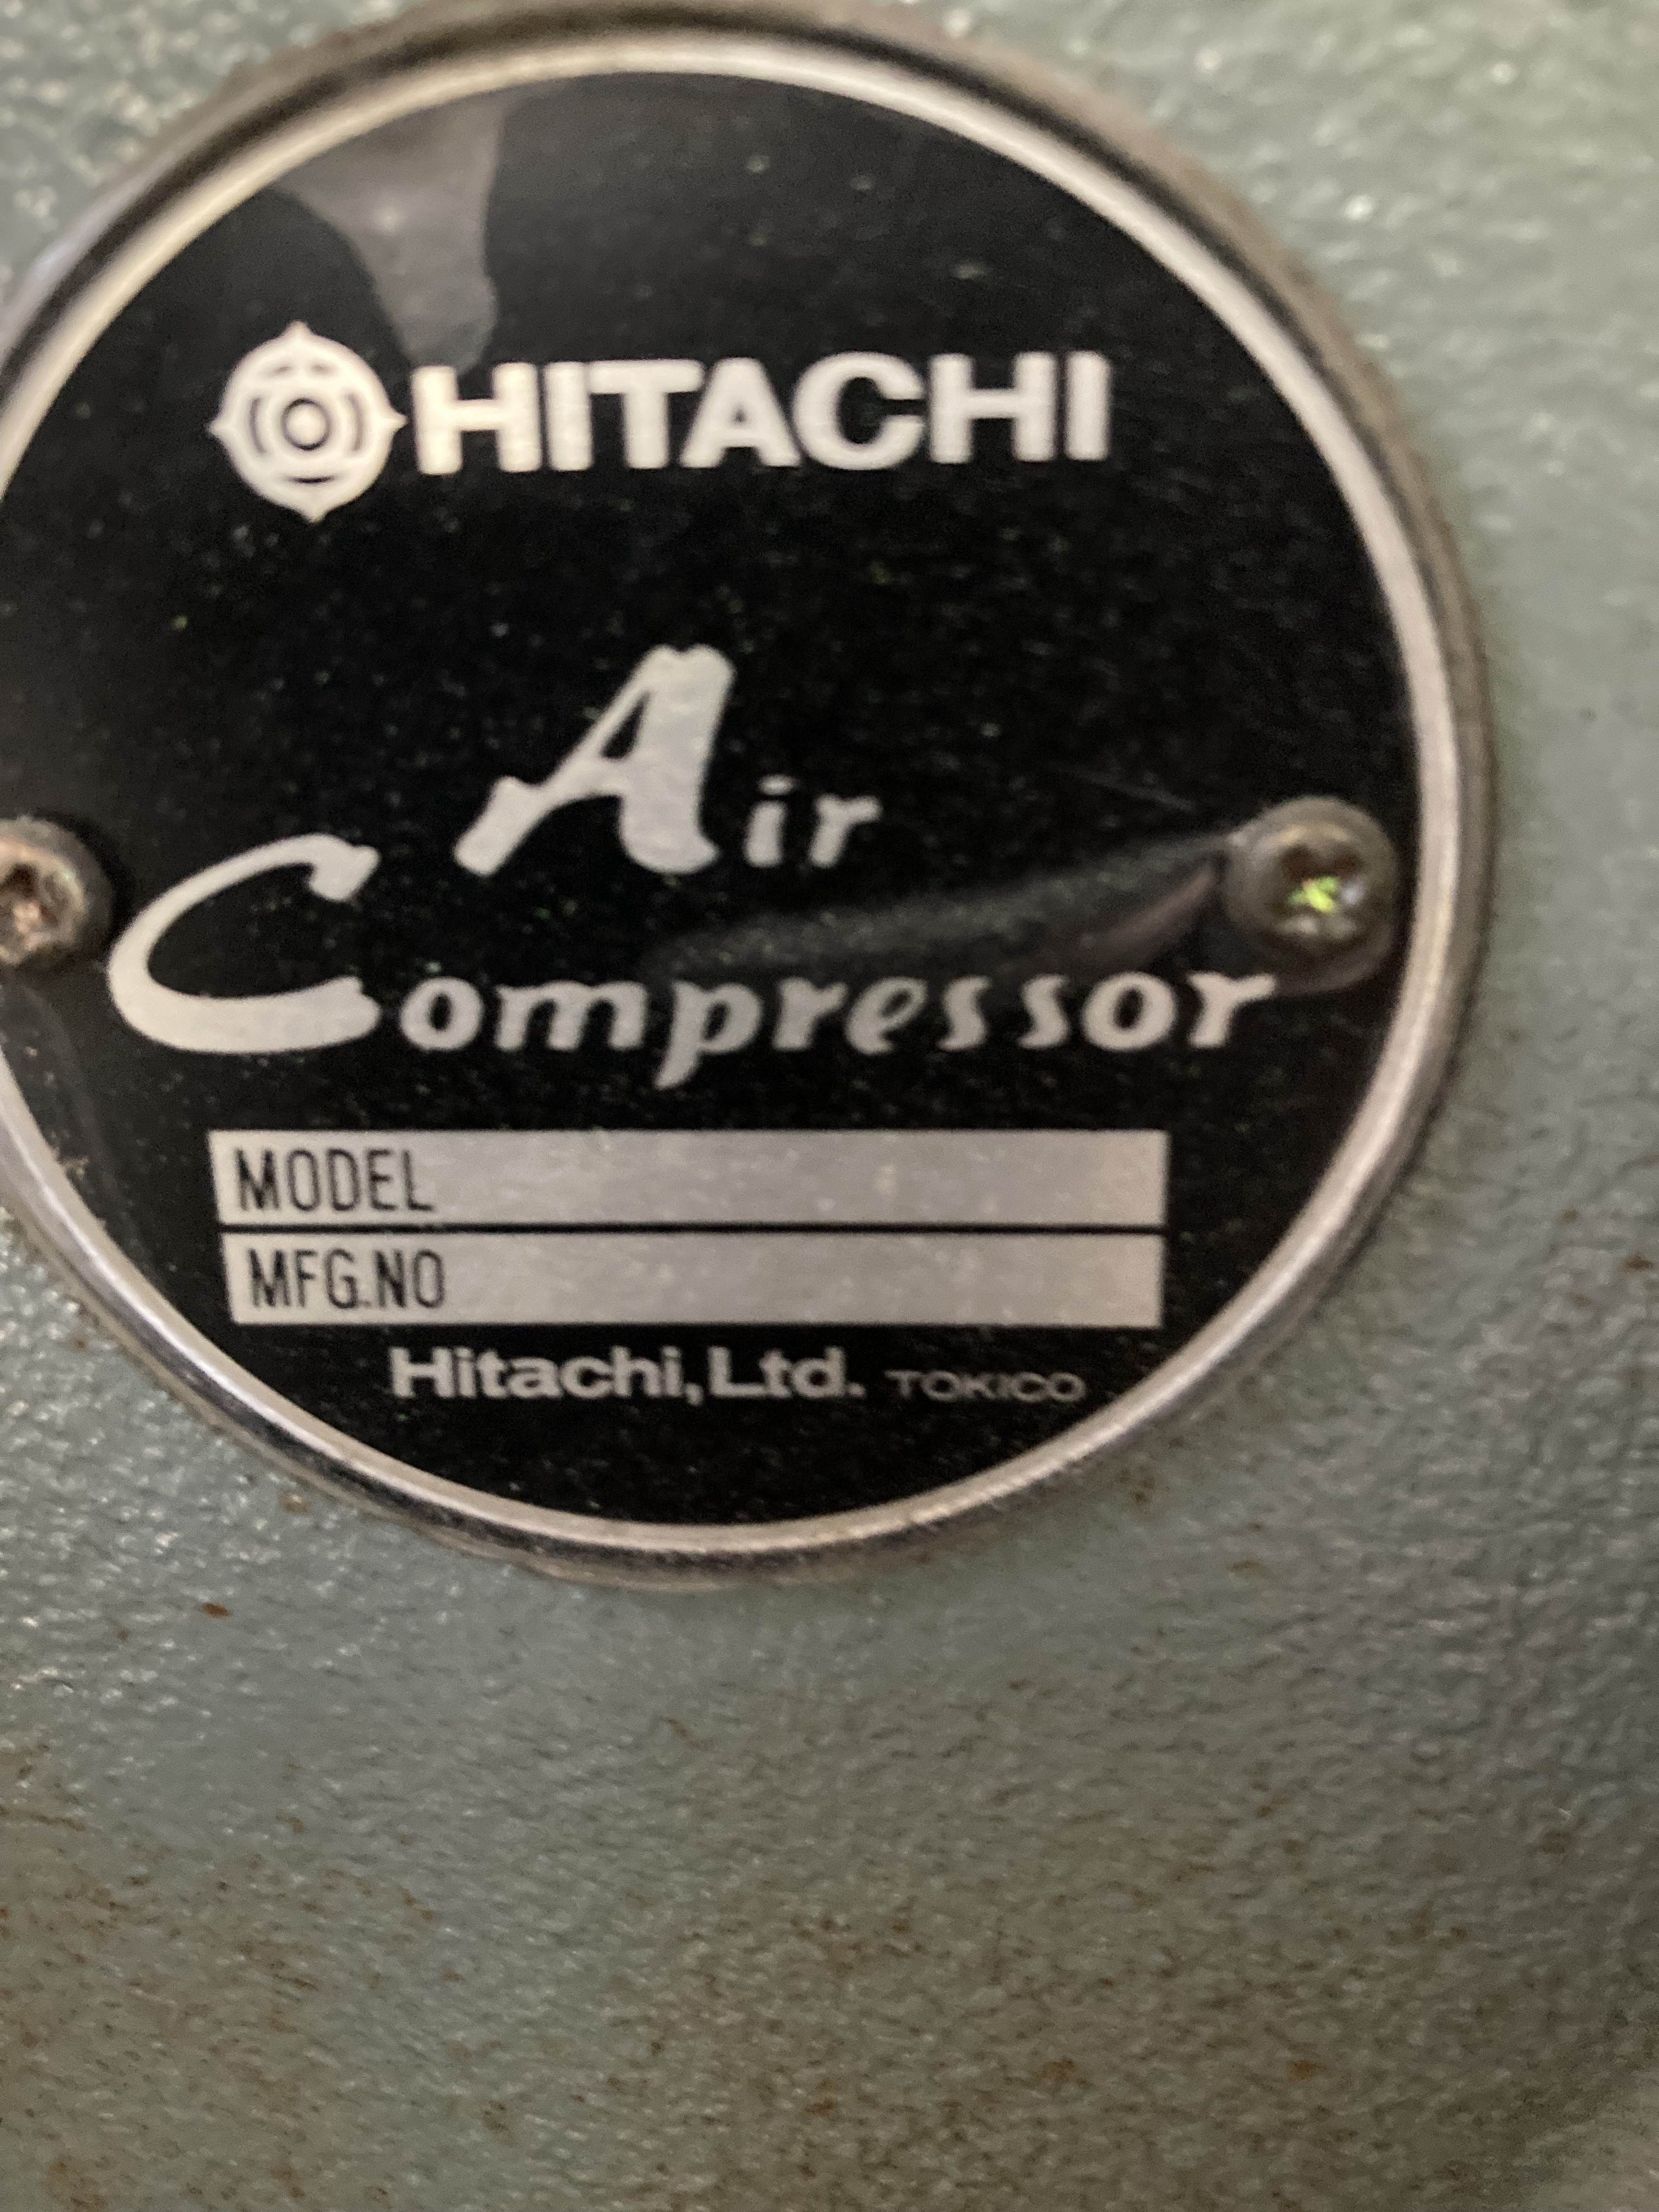 HITACHI
Air
Compressor
MODEL
MFG.NO
Hitachi,Ltd. TOKICO